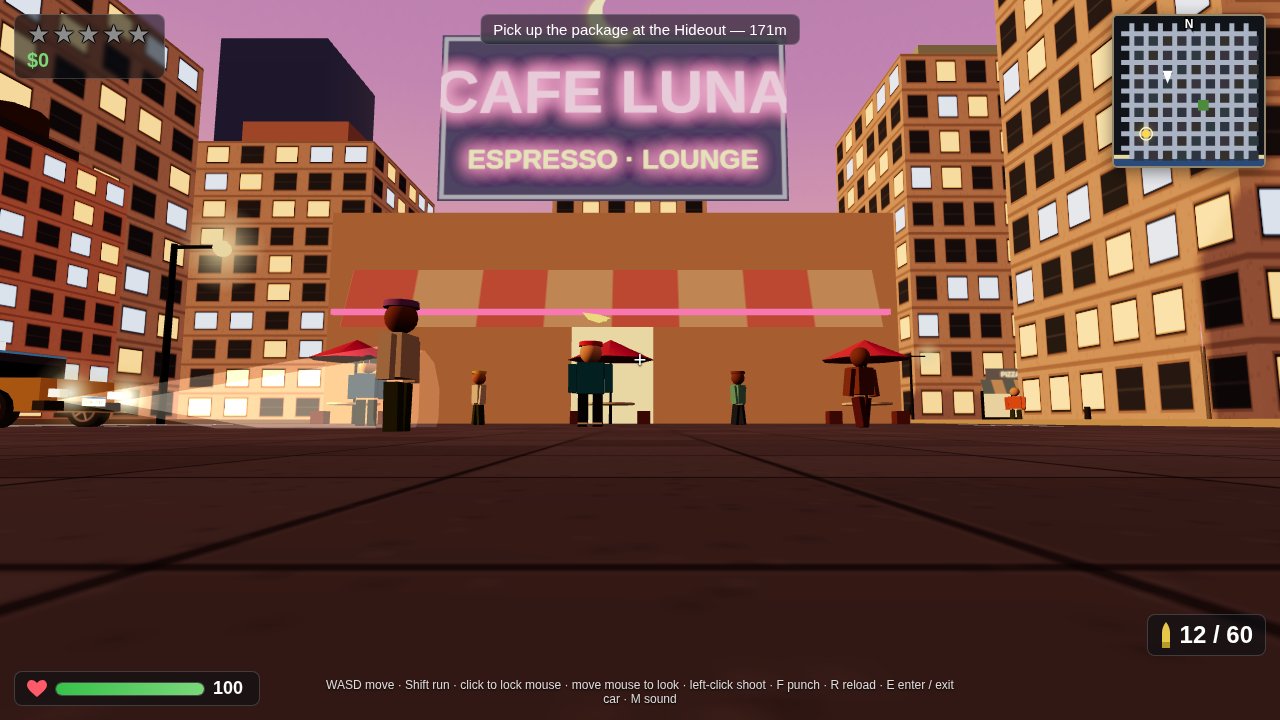 ★★★★★
$0
Pick up the package at the Hideout — 171m
N
CAFE LUNA
ESPRESSO · LOUNGE
PIZZA
12 / 60
100
WASD move · Shift run · click to lock mouse · move mouse to look · left-click shoot · F punch · R reload · E enter / exit
car · M sound